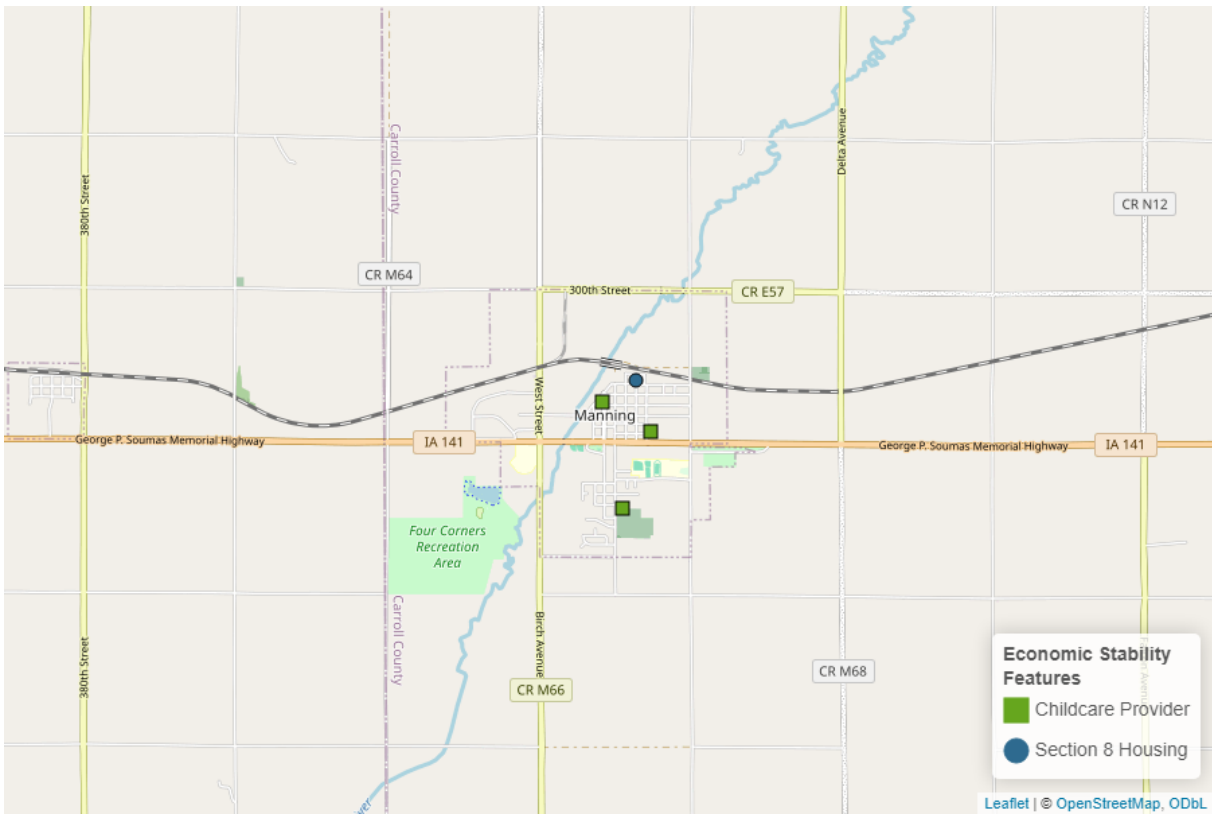 380th Street
Carroll County
Delta Avenue
CR N12
CR M64
300th Street
CR E57
West Street
Manning
George P. Soumas Memorial Highway
IA 141
George P. Soumas Memorial Highway
IA 141
Four Corners
Recreation
Area
Carroll County
380th Street
Birch Avenue
CR M66
CR M68
Economic Stability
Features
Childcare Provider
Section 8 Housing
Leaflet | © OpenStreetMap, ODbL